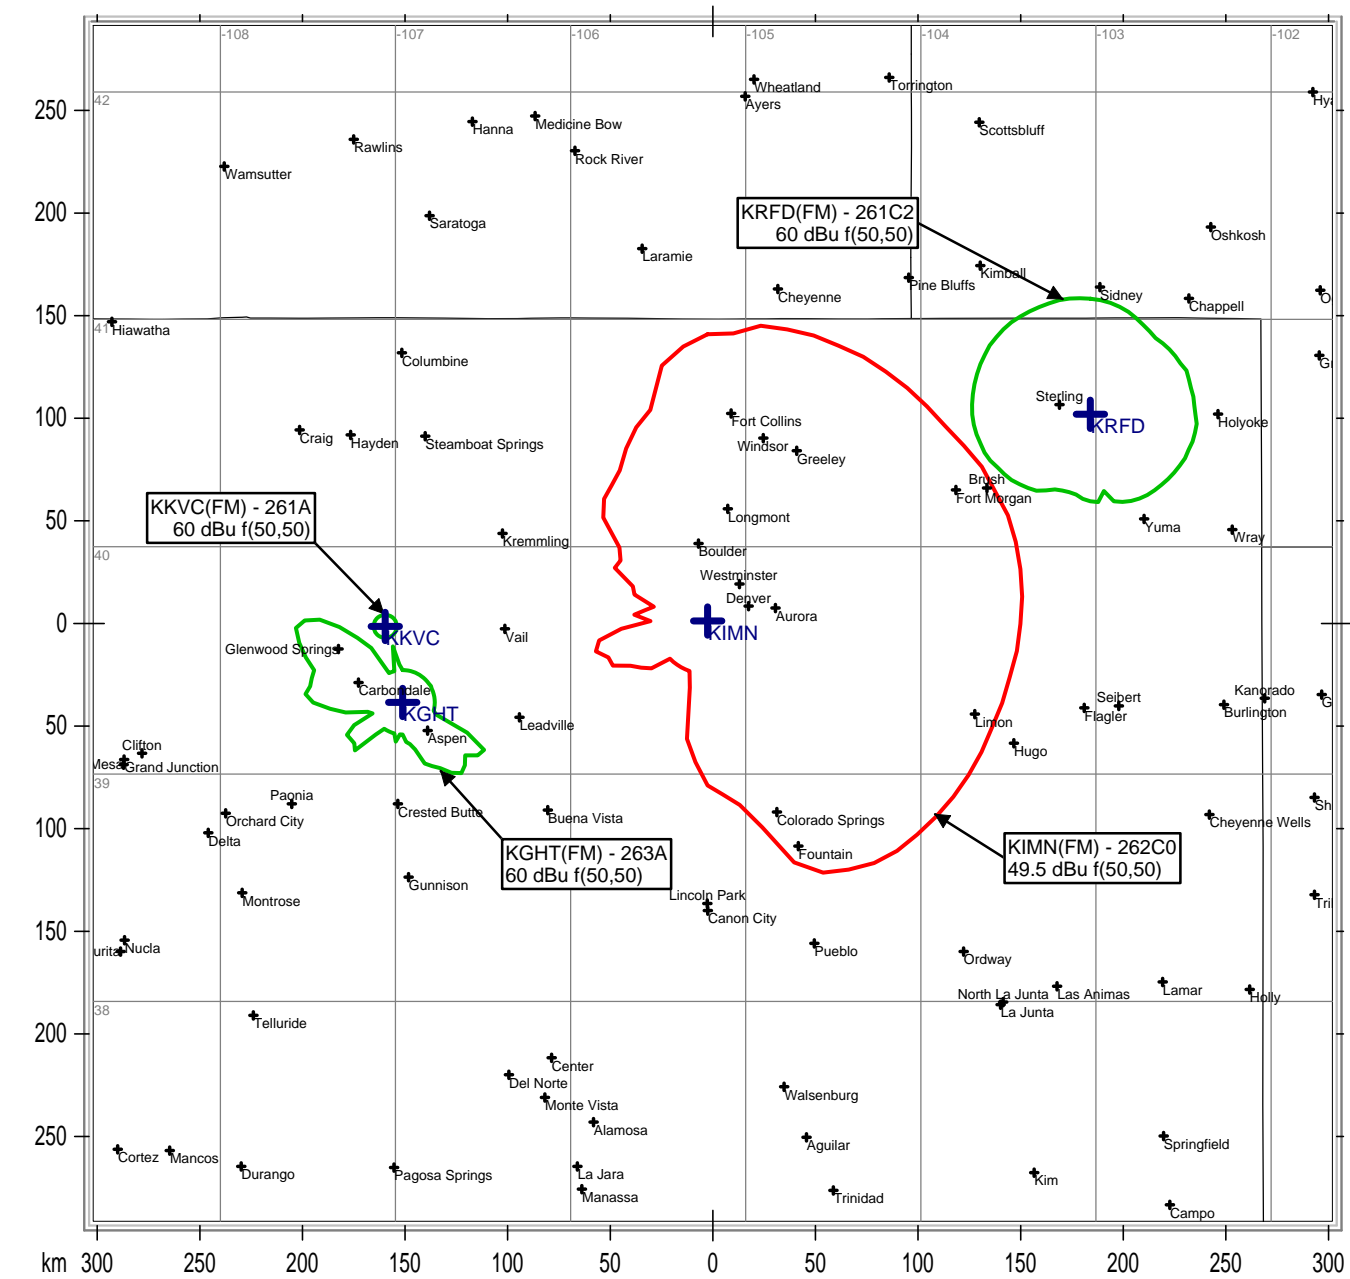 -108
-107
-106
-105
-104
-103
-102
Wheatland
Torrington
42
Ayers
250
Hya
Hanna
Medicine Bow
Scottsbluff
Rawlins
Rock River
Wamsutter
KRFD(FM) - 261C2
60 dBu f(50,50)
200
Saratoga
Oshkosh
Laramie
Kimball
Pine Bluffs
Sidney
Cheyenne
Chappell
O
150
Hiawatha
41
Columbine
Gr
Sterling
100
Fort Collins
KRFD
Holyoke
Craig
Hayden
Steamboat Springs
Windsor
Greeley
Brush
Fort Morgan
KKVC(FM) - 261A
60 dBu f(50,50)
50
Longmont
Yuma
Wray
Kremmling
Boulder
40
Westminster
Denver
Aurora
0
KKVC
Vail
KIMN
Glenwood Springs
Carbondale
KGHT
Seibert
Kanorado
G
Leadville
Limon
Flagler
Burlington
50
Aspen
Clifton
Hugo
Mesa
Grand Junction
39
Paonia
Crested Butte
Buena Vista
Colorado Springs
Sh
Orchard City
Cheyenne Wells
100
Delta
KGHT(FM) - 263A
60 dBu f(50,50)
Fountain
KIMN(FM) - 262C0
49.5 dBu f(50,50)
Gunnison
Montrose
Lincoln Park
Canon City
Tri
150
Nucla
urita
Pueblo
Ordway
North La Junta
Las Animas
Lamar
Holly
38
La Junta
200
Telluride
Center
Del Norte
Monte Vista
Walsenburg
Alamosa
250
Aguilar
Springfield
Cortez
Mancos
Durango
Pagosa Springs
La Jara
Kim
Manassa
Trinidad
Campo
km 300 250 200 150 100 50 0 50 100 150 200 250 300